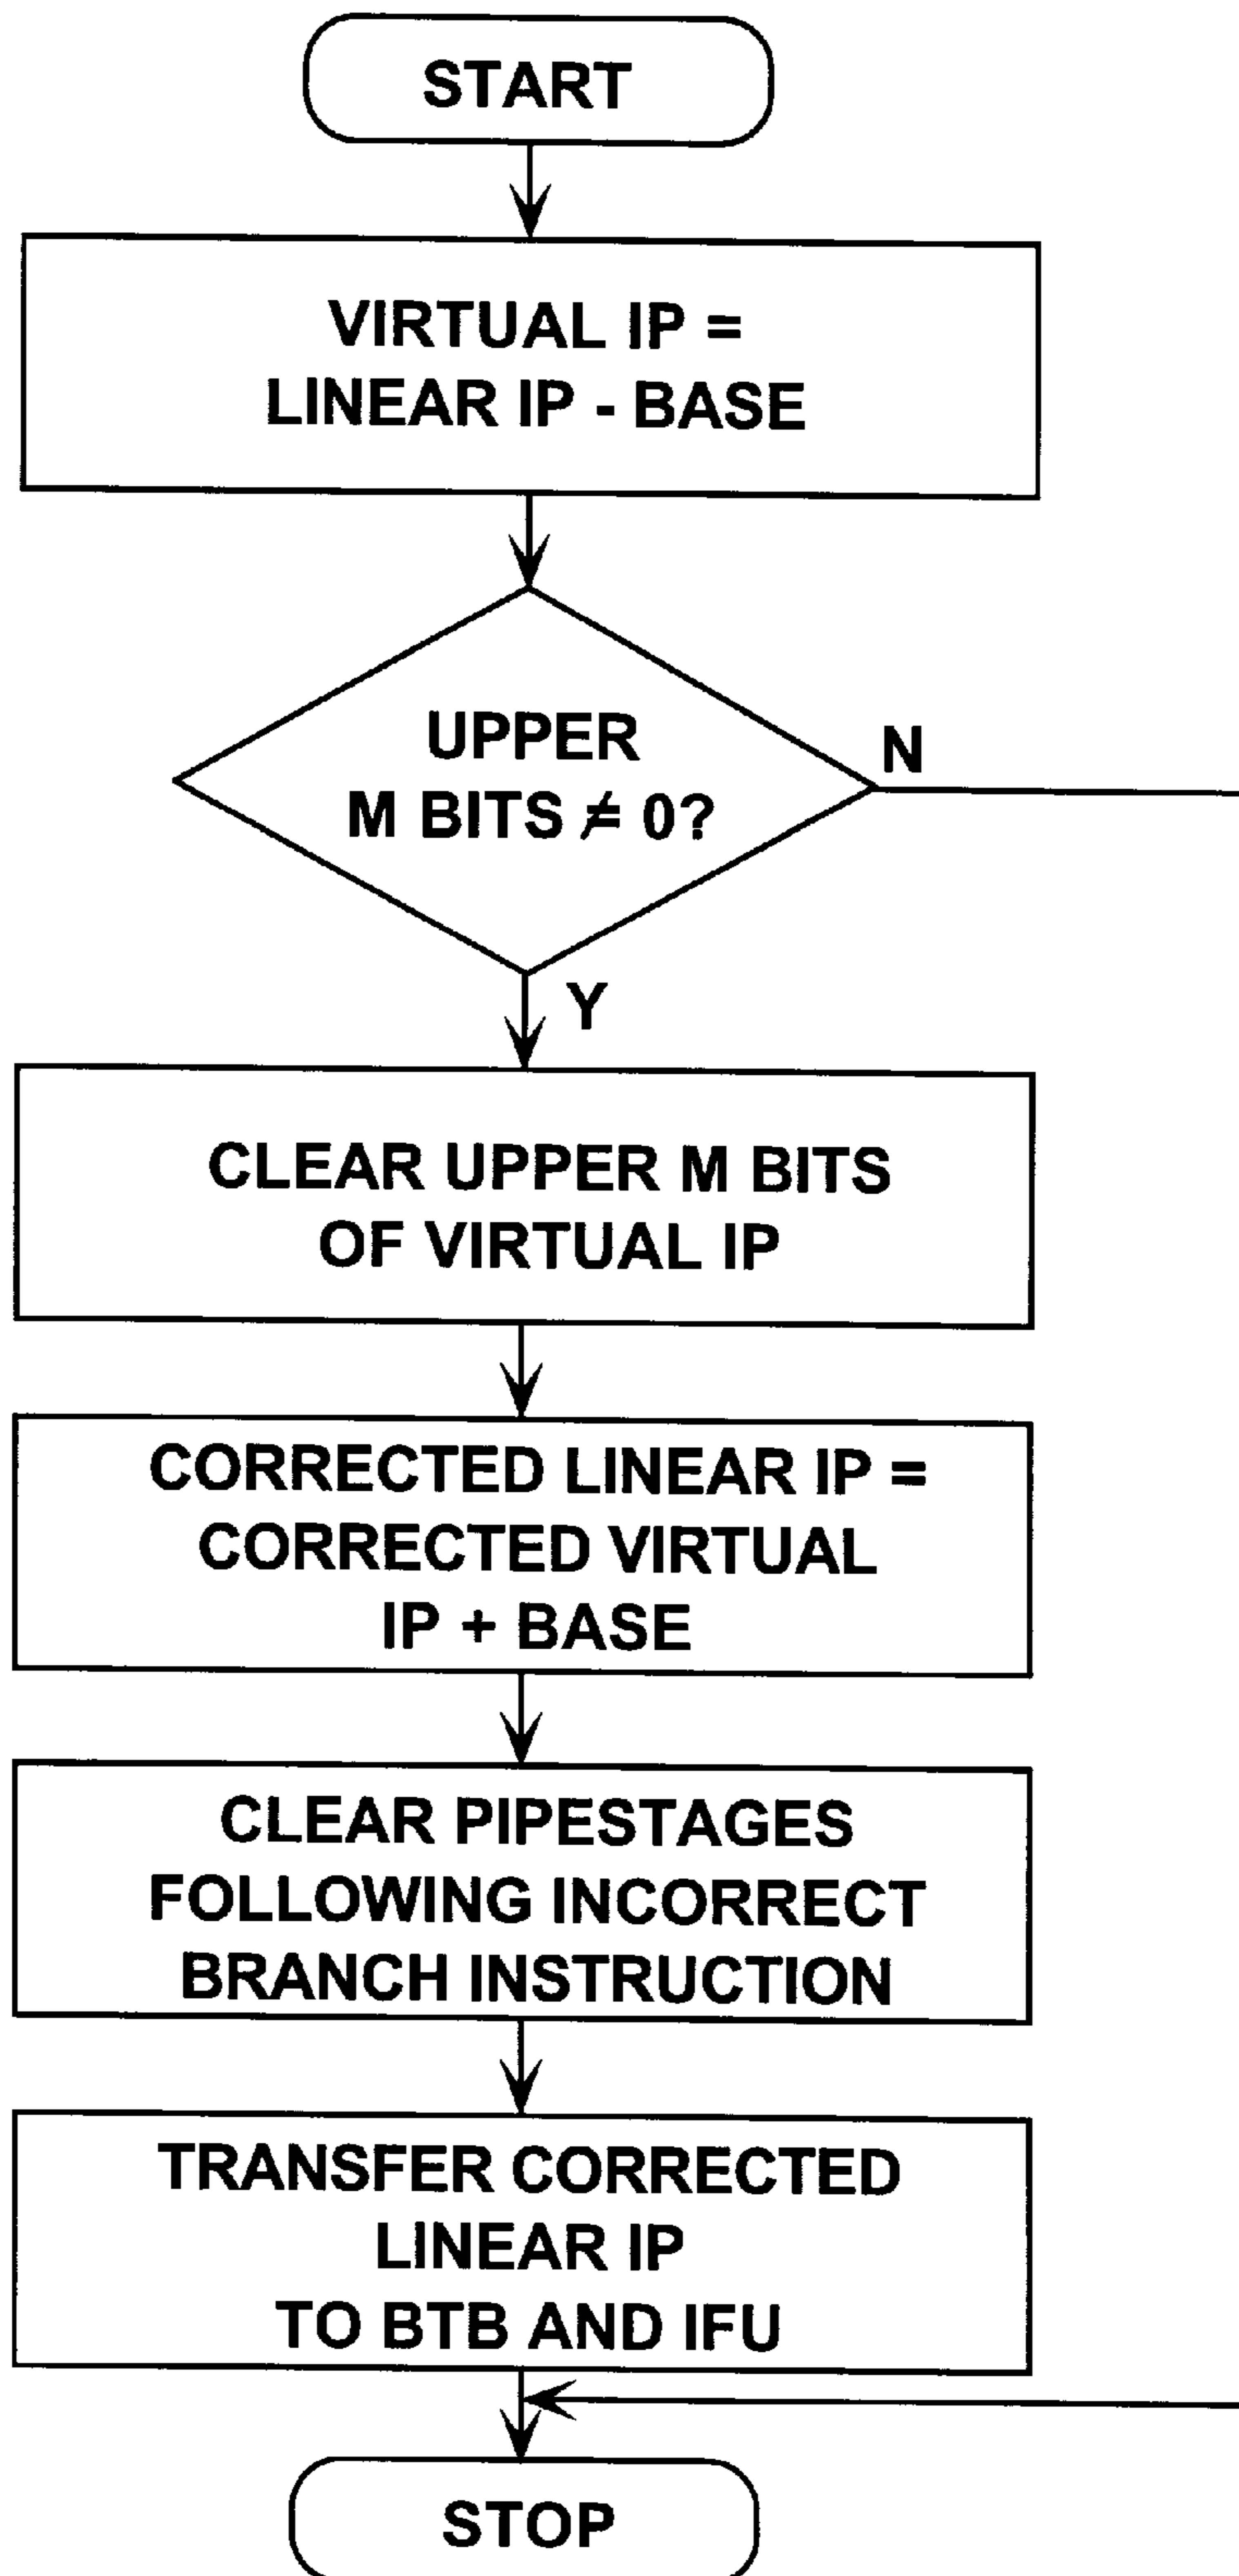 START
VIRTUAL IP =
LINEAR IP - BASE
UPPER
M BITS ≠ 0?
N
Y
CLEAR UPPER M BITS
OF VIRTUAL IP
CORRECTED LINEAR IP =
CORRECTED VIRTUAL
IP + BASE
CLEAR PIPESTAGES
FOLLOWING INCORRECT
BRANCH INSTRUCTION
TRANSFER CORRECTED
LINEAR IP
TO BTB AND IFU
STOP